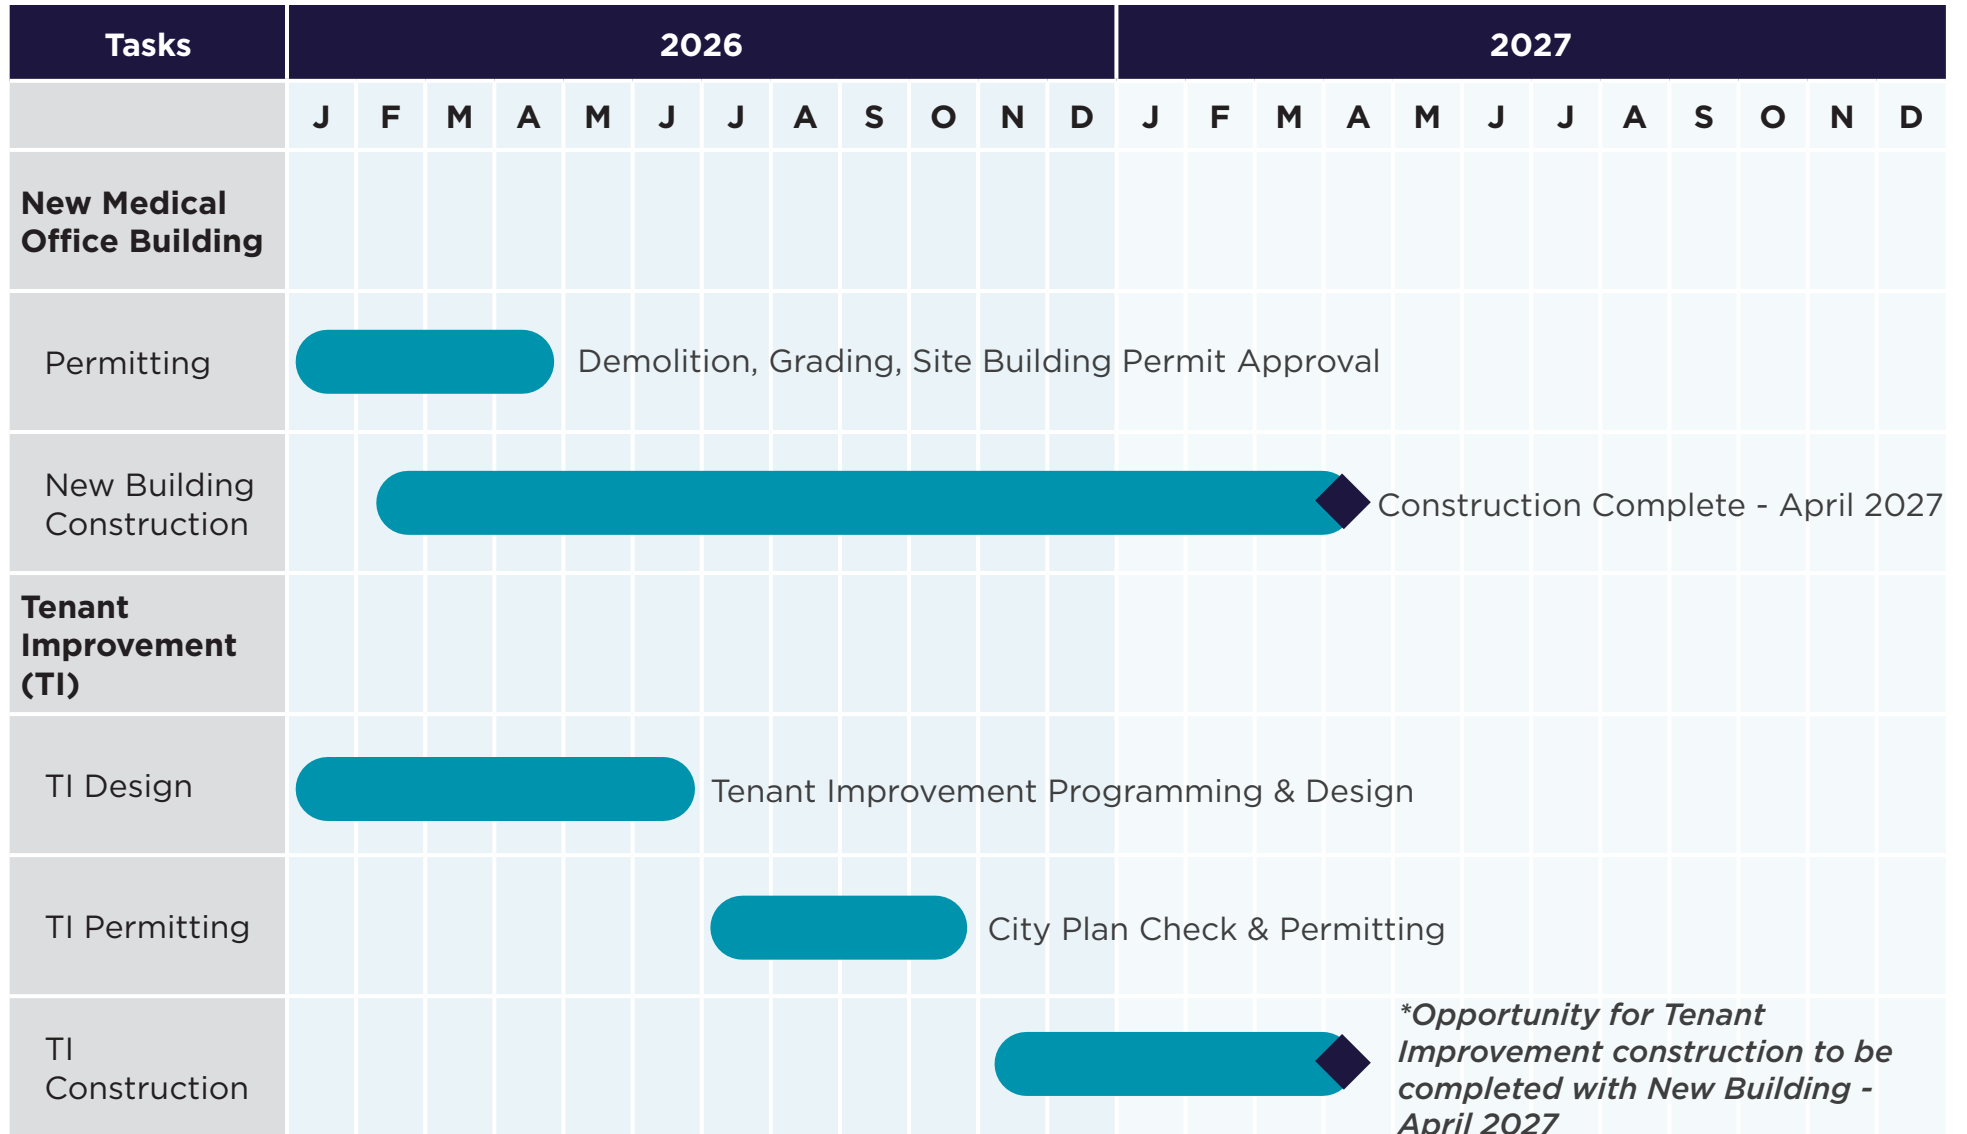 Tasks 2026 2027
J F M A M J J A S O N D J F M A M J J A S O N D
New Medical
Office Building
Permitting
Demolition, Grading, Site Building Permit Approval
New Building
Construction
Construction Complete - April 2027
Tenant
Improvement
(TI)
TI Design
Tenant Improvement Programming & Design
TI Permitting
City Plan Check & Permitting
TI
Construction
*Opportunity for Tenant
Improvement construction to be
completed with New Building -
April 2027